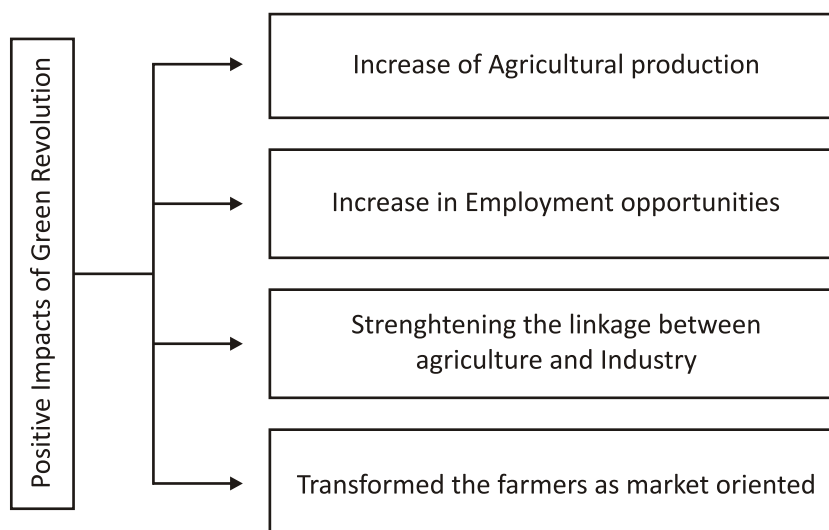 Positive Impacts of Green Revolution
Increase of Agricultural production
Increase in Employment opportunities
Strenghtening the linkage between
agriculture and Industry
Transformed the farmers as market oriented